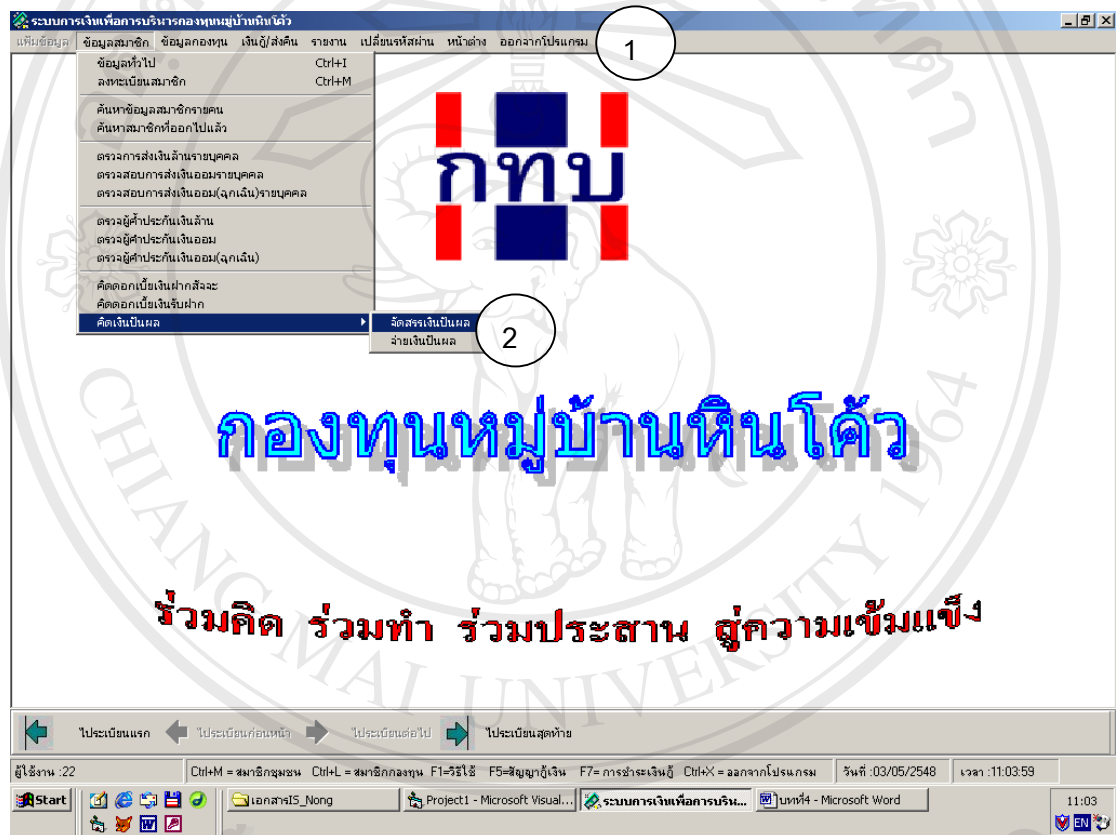 ระบบการเงินเพื่อการบริหารกองทุนหมู่บ้านหินโค้ว
แฟ้มข้อมูล ข้อมูลสมาชิก ข้อมูลกองทุน เงินกู้/ส่งคืน รายงาน เปลี่ยนรหัสผ่าน หน้าต่าง ออกจากโปรแกรม
1
ข้อมูลทั่วไป Ctrl+I
ลงทะเบียนสมาชิก Ctrl+M
ค้นหาข้อมูลสมาชิกรายคน
ค้นหาสมาชิกที่ออกไปแล้ว
ตรวจการส่งเงินล้านรายบุคคล
ตรวจสอบการส่งเงินออมรายบุคคล
ตรวจสอบการส่งเงินออม(ฉุกเฉิน)รายบุคคล
ตรวจผู้ค้ำประกันเงินล้าน
ตรวจผู้ค้ำประกันเงินออม
ตรวจผู้ค้ำประกันเงินออม(ฉุกเฉิน)
คิดดอกเบี้ยเงินฝากสัจจะ
คิดดอกเบี้ยเงินรับฝาก
คิดเงินปันผล
จัดสรรเงินปันผล
จ่ายเงินปันผล
2
กทบ
กองทุนหมู่บ้านหินโค้ว
ร่วมคิด ร่วมทำ ร่วมประสาน สู่ความเข้มแข็ง
CHIANG MAI UNIVERSITY 1964
ไประเบียนแรก ไประเบียนก่อนหน้า ไประเบียนต่อไป ไประเบียนสุดท้าย
ผู้ใช้งาน :22 Ctrl+M = สมาชิกชุมชน Ctrl+L = สมาชิกกองทุน F1=วิธีใช้ F5=สัญญากู้เงิน F7= การชำระเงินกู้ Ctrl+X = ออกจากโปรแกรม วันที่ :03/05/2548 เวลา :11:03:59
Start เอกสารIS_Nong Project1 - Microsoft Visual... ระบบการเงินเพื่อการบริห... บทที่4 - Microsoft Word 11:03
EN